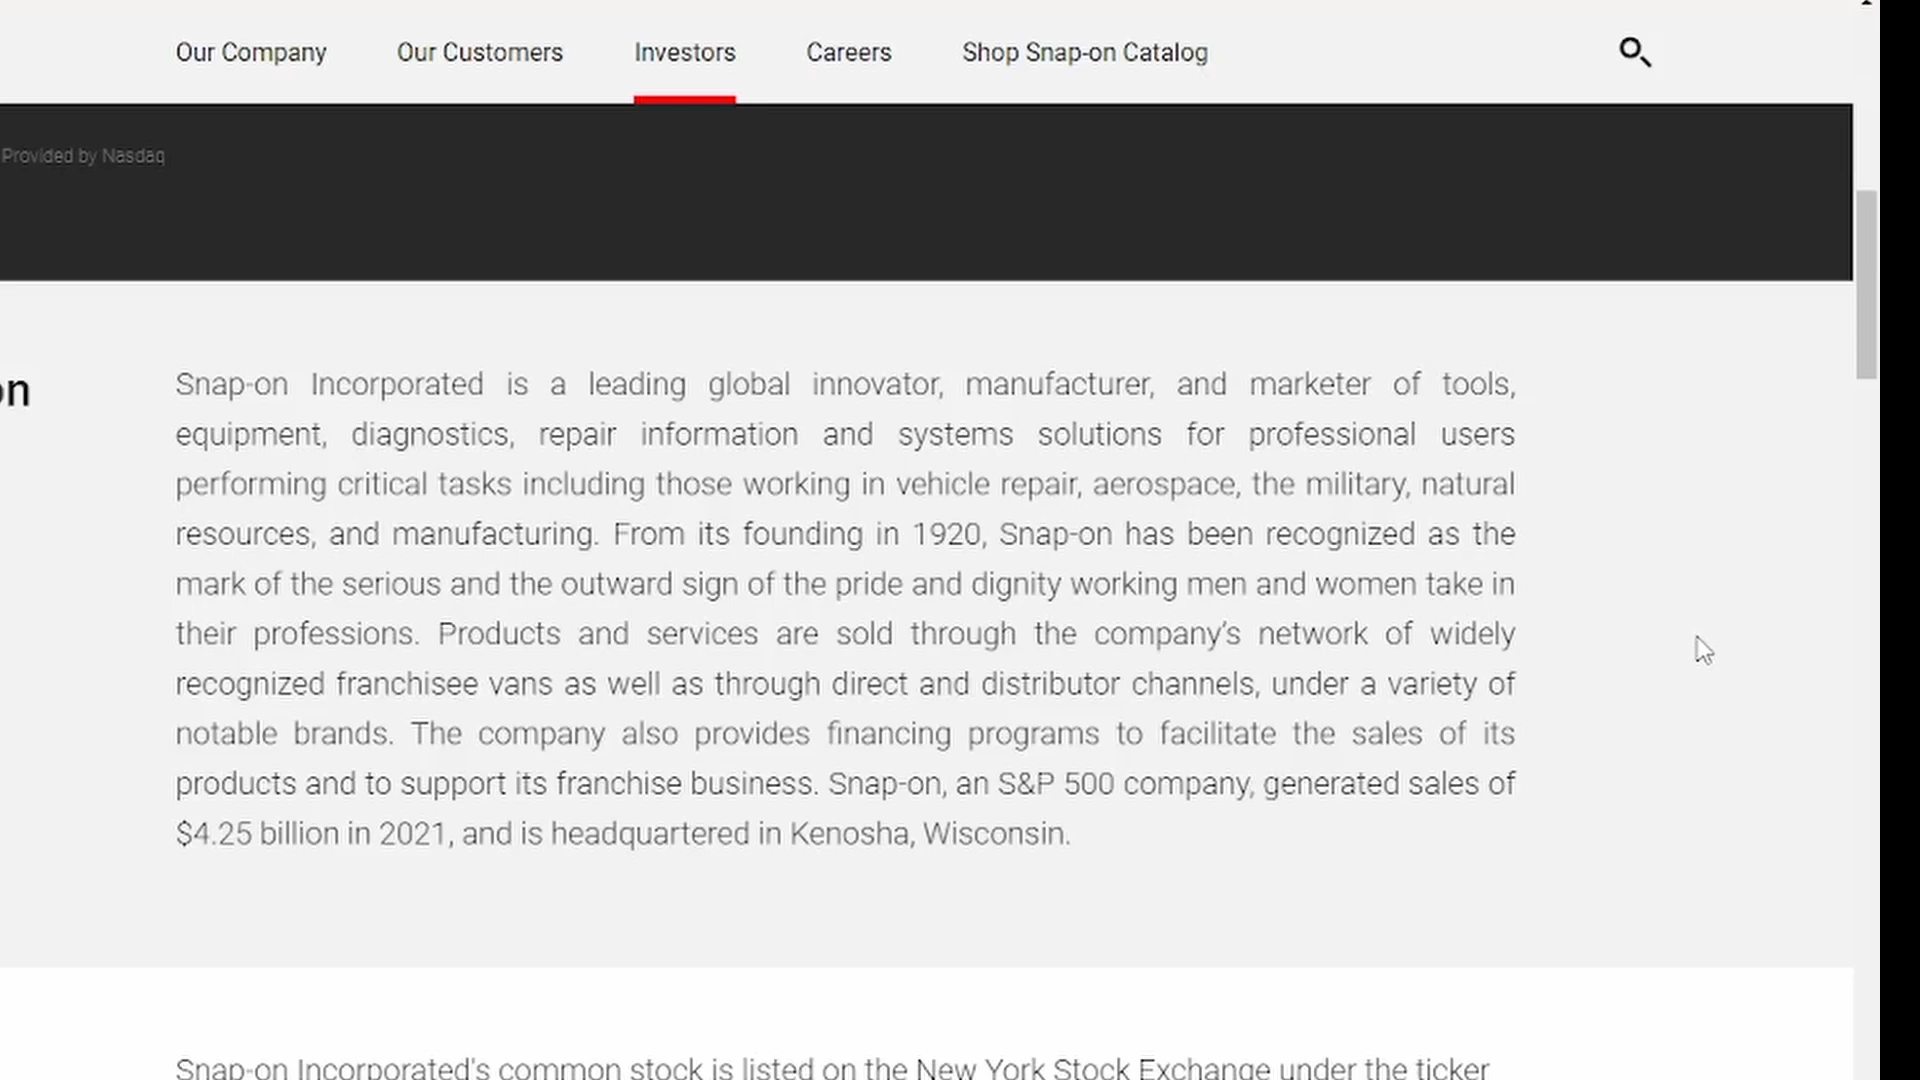 Our Company Our Customers Investors Careers Shop Snap-on Catalog
Provided by Nasdaq
on
Snap-on Incorporated is a leading global innovator, manufacturer, and marketer of tools,
equipment, diagnostics, repair information and systems solutions for professional users
performing critical tasks including those working in vehicle repair, aerospace, the military, natural
resources, and manufacturing. From its founding in 1920, Snap-on has been recognized as the
mark of the serious and the outward sign of the pride and dignity working men and women take in
their professions. Products and services are sold through the company’s network of widely
recognized franchisee vans as well as through direct and distributor channels, under a variety of
notable brands. The company also provides financing programs to facilitate the sales of its
products and to support its franchise business. Snap-on, an S&P 500 company, generated sales of
$4.25 billion in 2021, and is headquartered in Kenosha, Wisconsin.
Snap-on Incorporated's common stock is listed on the New York Stock Exchange under the ticker